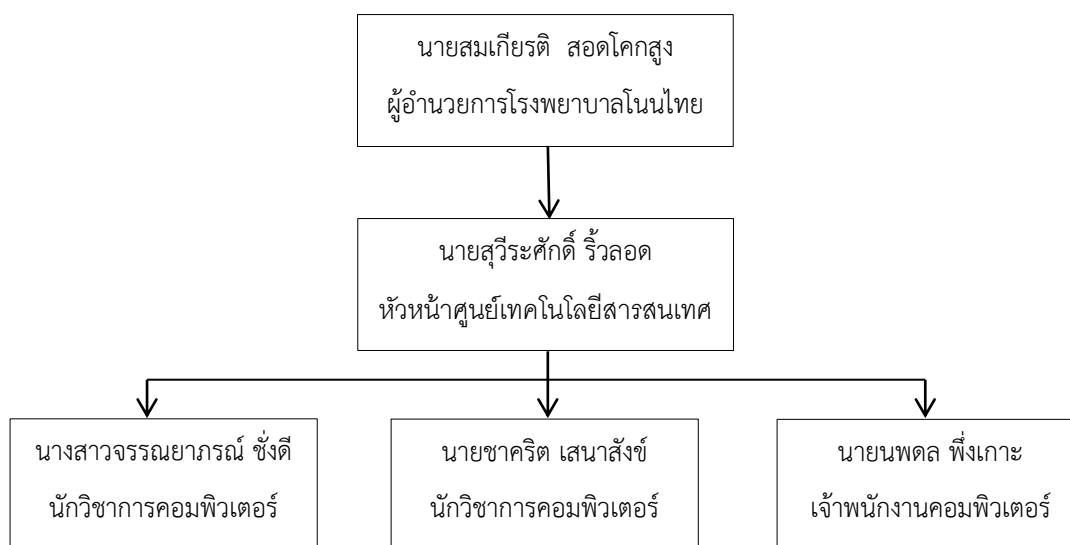 นายสมเกียรติ  สอดโคกสูง
ผู้อำนวยการโรงพยาบาลโนนไทย
นายสุวีระศักดิ์ ริ้วลอด
หัวหน้าศูนย์เทคโนโลยีสารสนเทศ
นางสาวจรรณยาภรณ์ ชั่งดี
นักวิชาการคอมพิวเตอร์
นายชาคริต เสนาสังข์
นักวิชาการคอมพิวเตอร์
นายนพดล พึ่งเกาะ
เจ้าพนักงานคอมพิวเตอร์